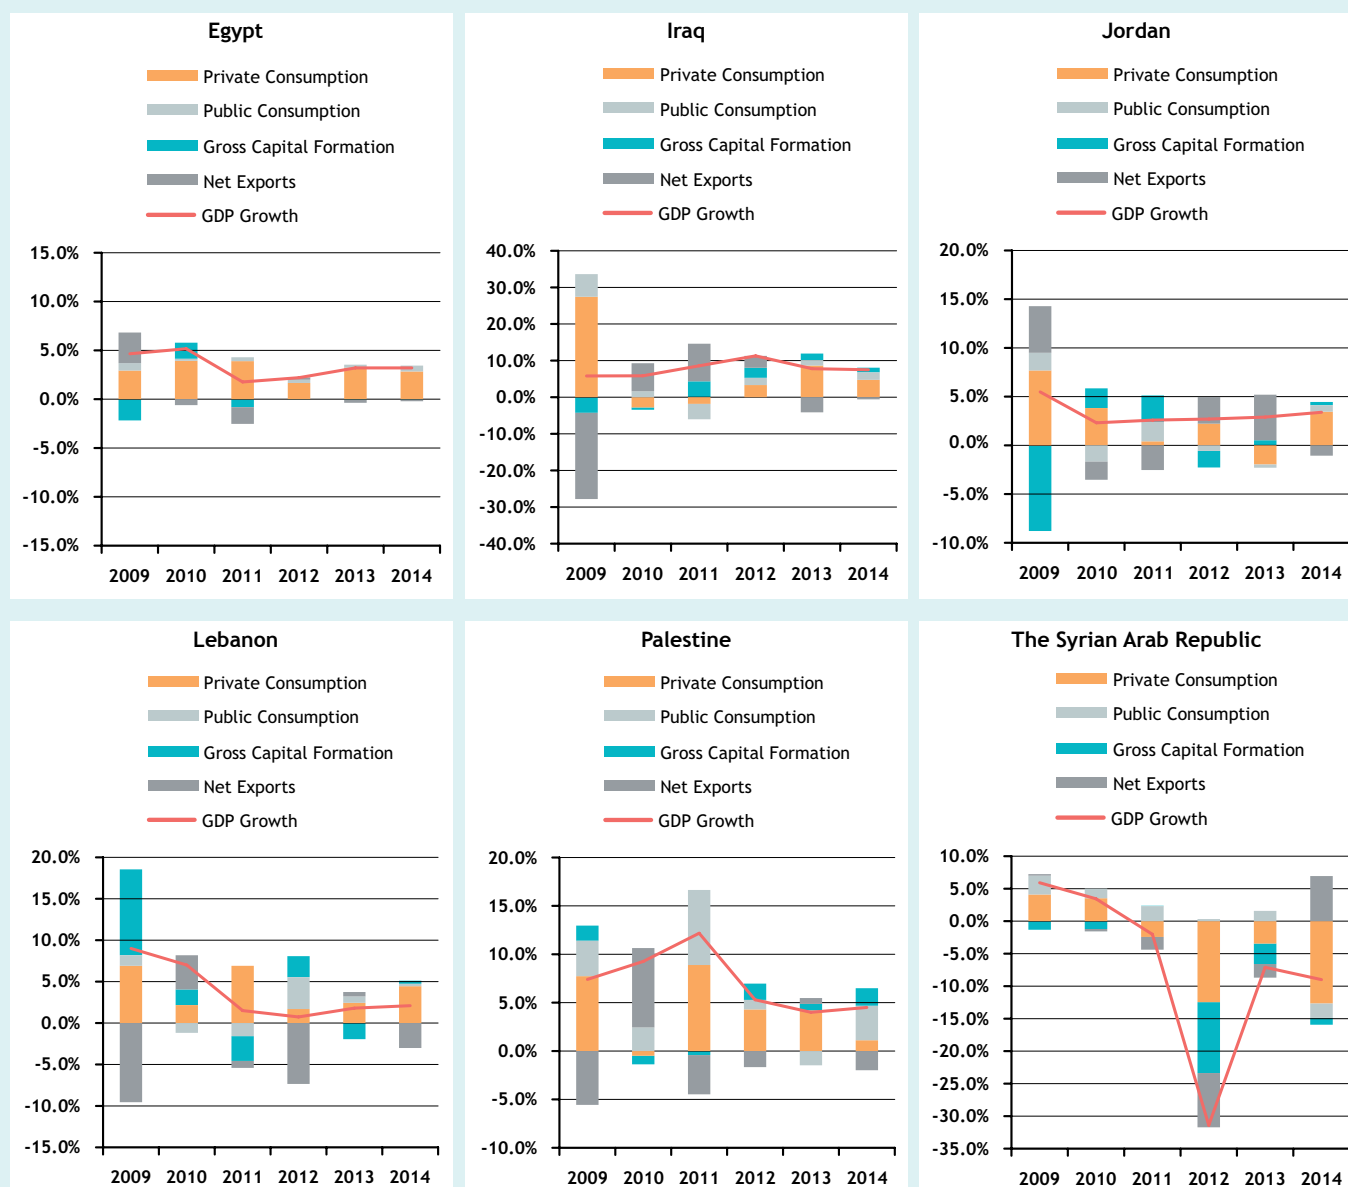 Egypt
Private Consumption
Public Consumption
Gross Capital Formation
Net Exports
GDP Growth
15.0%
10.0%
5.0%
0.0%
-5.0%
-10.0%
-15.0%
2009 2010 2011 2012 2013 2014
Iraq
Private Consumption
Public Consumption
Gross Capital Formation
Net Exports
GDP Growth
40.0%
30.0%
20.0%
10.0%
0.0%
-10.0%
-20.0%
-30.0%
-40.0%
2009 2010 2011 2012 2013 2014
Jordan
Private Consumption
Public Consumption
Gross Capital Formation
Net Exports
GDP Growth
20.0%
15.0%
10.0%
5.0%
0.0%
-5.0%
-10.0%
2009 2010 2011 2012 2013 2014
Lebanon
Private Consumption
Public Consumption
Gross Capital Formation
Net Exports
GDP Growth
20.0%
15.0%
10.0%
5.0%
0.0%
-5.0%
-10.0%
-15.0%
2009 2010 2011 2012 2013 2014
Palestine
Private Consumption
Public Consumption
Gross Capital Formation
Net Exports
GDP Growth
20.0%
15.0%
10.0%
5.0%
0.0%
-5.0%
-10.0%
2009 2010 2011 2012 2013 2014
The Syrian Arab Republic
Private Consumption
Public Consumption
Gross Capital Formation
Net Exports
GDP Growth
10.0%
5.0%
0.0%
-5.0%
-10.0%
-15.0%
-20.0%
-25.0%
-30.0%
-35.0%
2009 2010 2011 2012 2013 2014